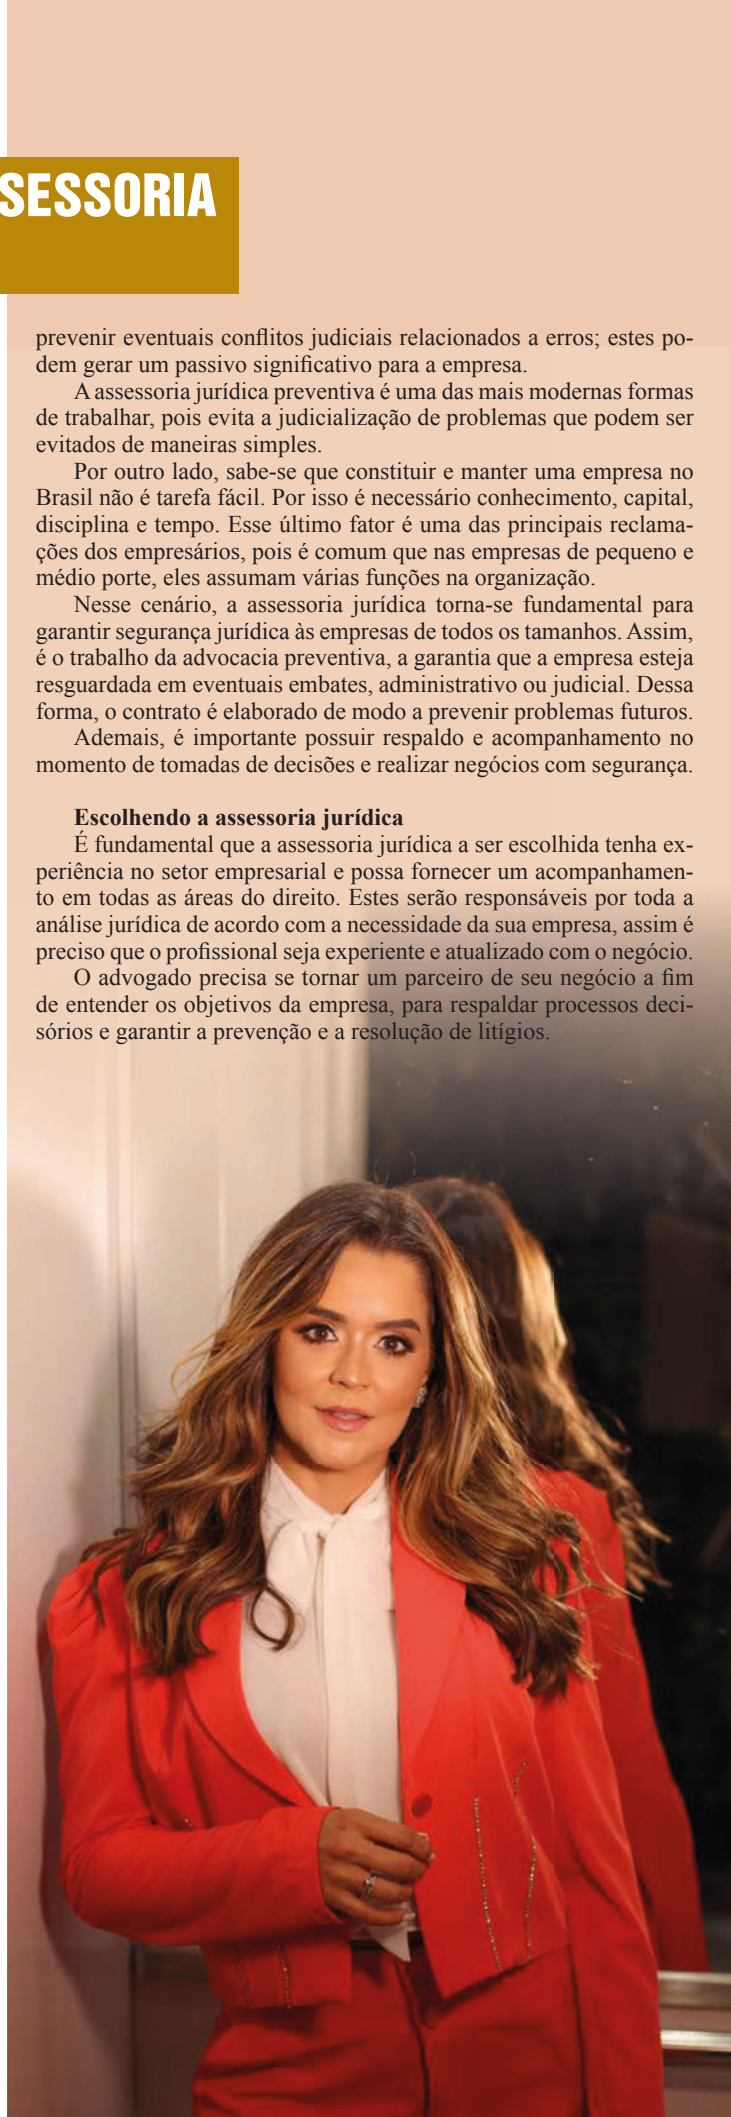 SESSORIA
prevenir eventuais conflitos judiciais relacionados a erros; estes po-
dem gerar um passivo significativo para a empresa.
A assessoria jurídica preventiva é uma das mais modernas formas
de trabalhar, pois evita a judicialização de problemas que podem ser
evitados de maneiras simples.
Por outro lado, sabe-se que constituir e manter uma empresa no
Brasil não é tarefa fácil. Por isso é necessário conhecimento, capital,
disciplina e tempo. Esse último fator é uma das principais reclama-
ções dos empresários, pois é comum que nas empresas de pequeno e
médio porte, eles assumam várias funções na organização.
Nesse cenário, a assessoria jurídica torna-se fundamental para
garantir segurança jurídica às empresas de todos os tamanhos. Assim,
é o trabalho da advocacia preventiva, a garantia que a empresa esteja
resguardada em eventuais embates, administrativo ou judicial. Dessa
forma, o contrato é elaborado de modo a prevenir problemas futuros.
Ademais, é importante possuir respaldo e acompanhamento no
momento de tomadas de decisões e realizar negócios com segurança.
Escolhendo a assessoria jurídica
É fundamental que a assessoria jurídica a ser escolhida tenha ex-
periência no setor empresarial e possa fornecer um acompanhamen-
to em todas as áreas do direito. Estes serão responsáveis por toda a
análise jurídica de acordo com a necessidade da sua empresa, assim é
preciso que o profissional seja experiente e atualizado com o negócio.
O advogado precisa se tornar um parceiro de seu negócio a fim
de entender os objetivos da empresa, para respaldar processos deci-
sórios e garantir a prevenção e a resolução de litígios.